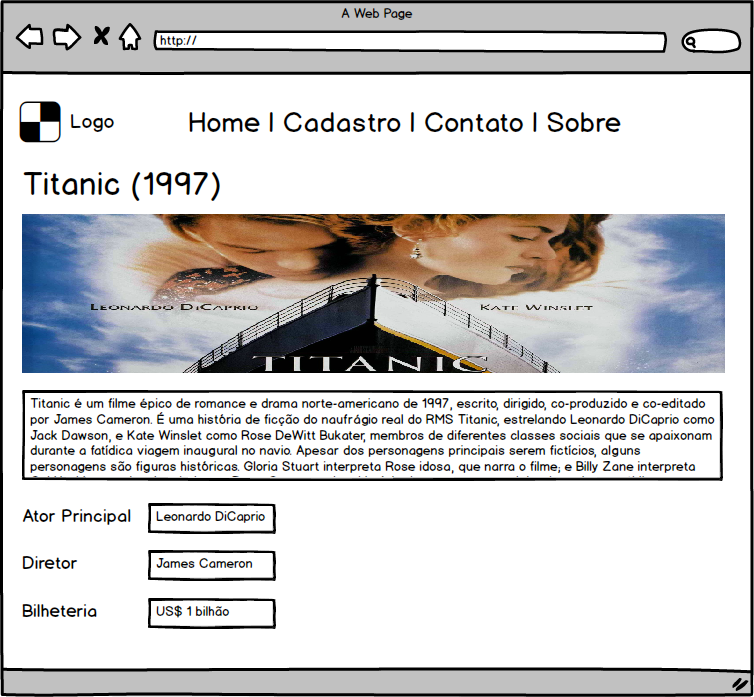 A Web Page
http://
Logo
Home | Cadastro | Contato | Sobre
Titanic (1997)
LEONARDO DICAPRIO KATE WINSLET
TITANIC
Titanic é um filme épico de romance e drama norte-americano de 1997, escrito, dirigido, co-produzido e co-editado
por James Cameron. É uma história de ficção do naufrágio real do RMS Titanic, estrelando Leonardo DiCaprio como
Jack Dawson, e Kate Winslet como Rose DeWitt Bukater, membros de diferentes classes sociais que se apaixonam
durante a fatídica viagem inaugural no navio. Apesar dos personagens principais serem fictícios, alguns
personagens são figuras históricas. Gloria Stuart interpreta Rose idosa, que narra o filme; e Billy Zane interpreta
Ator Principal Leonardo DiCaprio
Diretor James Cameron
Bilheteria US$ 1 bilhão